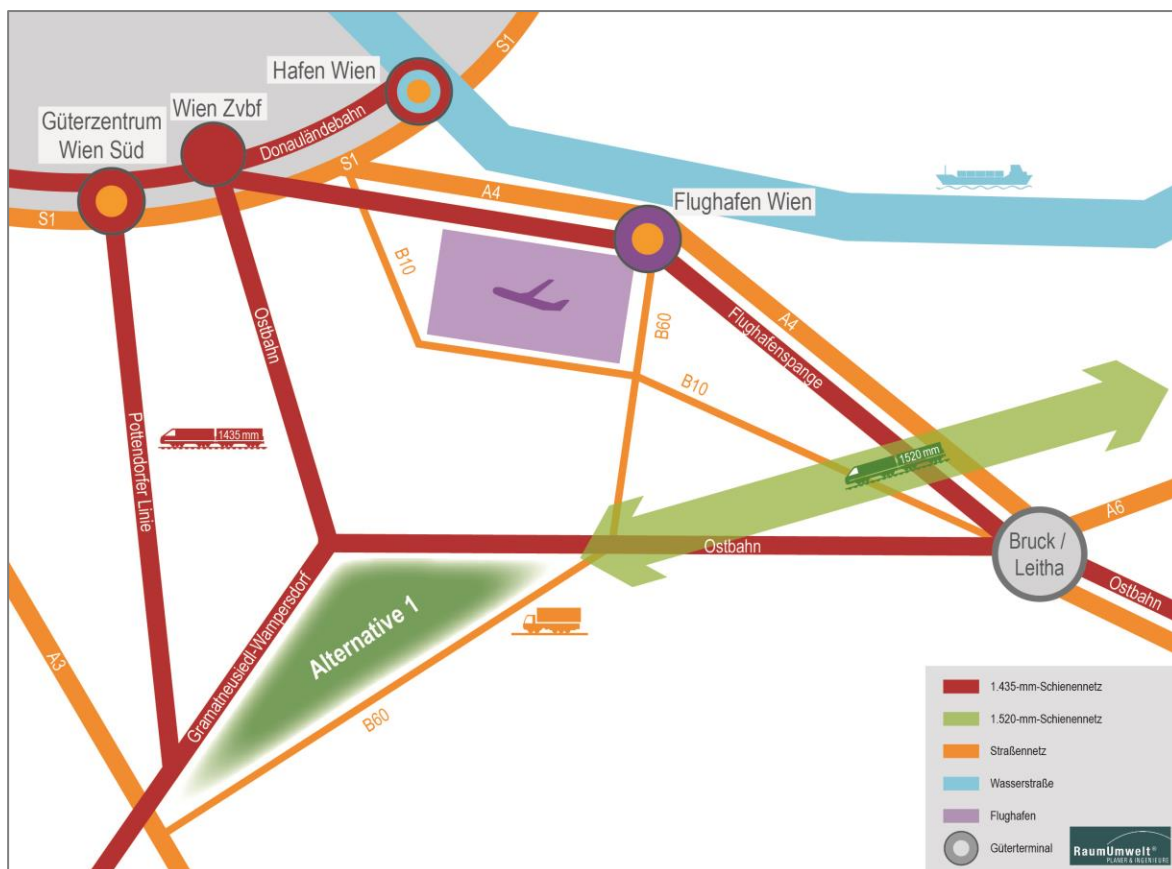 S1
Hafen Wien
Wien Zvbf
Güterzentrum
Wien Süd
Donauländebahn
S1
S1
A4
Flughafen Wien
B10
B60
A4
Flughafenspange
Ostbahn
B10
Pottendorfer Linie
1435 mm
1520 mm
A6
Ostbahn
Bruck /
Leitha
Ostbahn
Alternative 1
Gramatneusiedl-Wampersdorf
A3
B60
1.435-mm-Schienennetz
1.520-mm-Schienennetz
Straßennetz
Wasserstraße
Flughafen
Güterterminal
RaumUmwelt®
PLANER & INGENIEURE